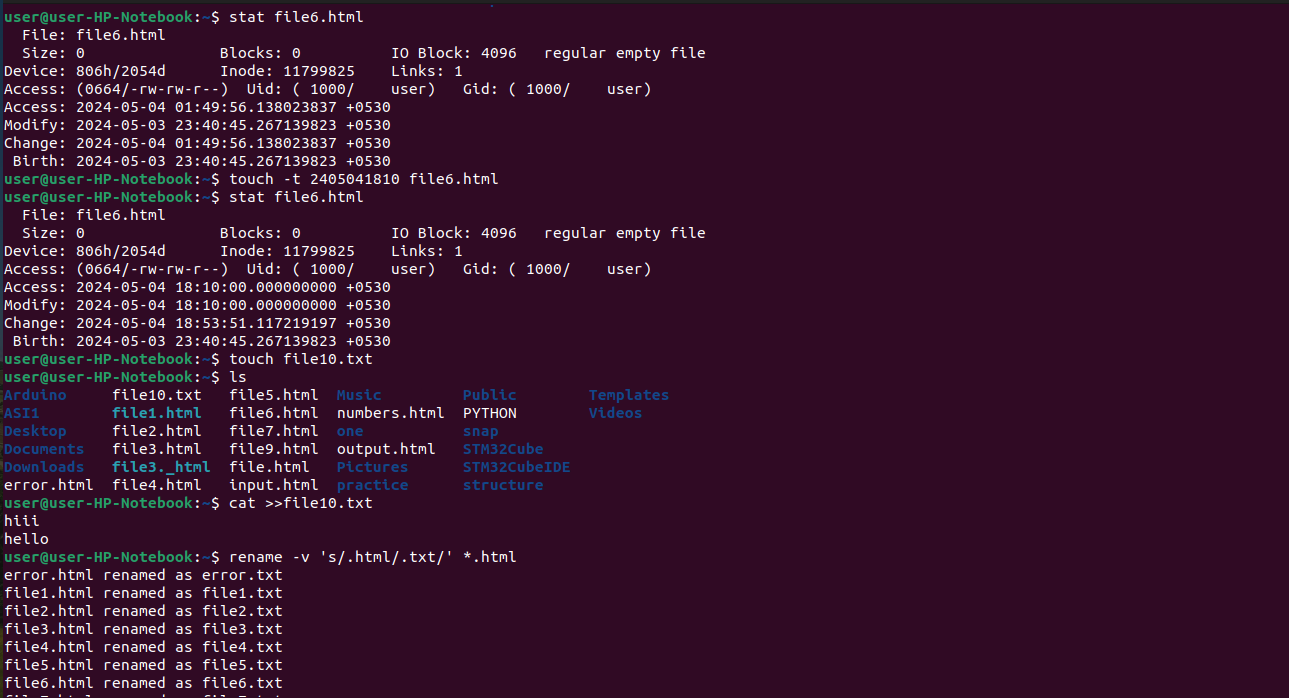 user@user-HP-Notebook:~$ stat file6.html
  File: file6.html
  Size: 0               Blocks: 0          IO Block: 4096   regular empty file
Device: 806h/2054d      Inode: 11799825    Links: 1
Access: (0664/-rw-rw-r--)  Uid: ( 1000/    user)   Gid: ( 1000/    user)
Access: 2024-05-04 01:49:56.138023837 +0530
Modify: 2024-05-03 23:40:45.267139823 +0530
Change: 2024-05-04 01:49:56.138023837 +0530
 Birth: 2024-05-03 23:40:45.267139823 +0530
user@user-HP-Notebook:~$ touch -t 2405041810 file6.html
user@user-HP-Notebook:~$ stat file6.html
  File: file6.html
  Size: 0               Blocks: 0          IO Block: 4096   regular empty file
Device: 806h/2054d      Inode: 11799825    Links: 1
Access: (0664/-rw-rw-r--)  Uid: ( 1000/    user)   Gid: ( 1000/    user)
Access: 2024-05-04 18:10:00.000000000 +0530
Modify: 2024-05-04 18:10:00.000000000 +0530
Change: 2024-05-04 18:53:51.117219197 +0530
 Birth: 2024-05-03 23:40:45.267139823 +0530
user@user-HP-Notebook:~$ touch file10.txt
user@user-HP-Notebook:~$ ls
Arduino     file10.txt   file5.html  Music         Public        Templates
ASI1        file1.html   file6.html  numbers.html  PYTHON        Videos
Desktop     file2.html   file7.html  one           snap
Documents   file3.html   file9.html  output.html   STM32Cube
Downloads   file3._html  file.html   Pictures      STM32CubeIDE
error.html  file4.html   input.html  practice      structure
user@user-HP-Notebook:~$ cat >>file10.txt
hiii
hello
user@user-HP-Notebook:~$ rename -v 's/.html/.txt/' *.html
error.html renamed as error.txt
file1.html renamed as file1.txt
file2.html renamed as file2.txt
file3.html renamed as file3.txt
file4.html renamed as file4.txt
file5.html renamed as file5.txt
file6.html renamed as file6.txt